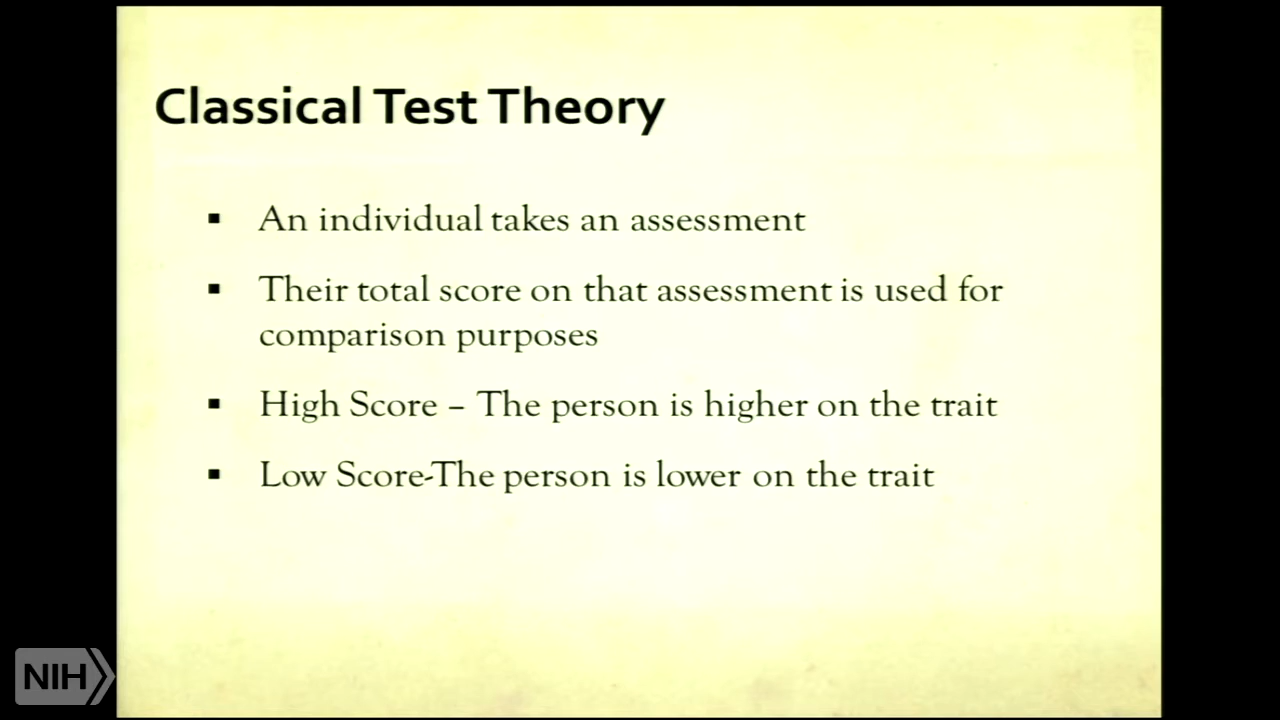 Classical Test Theory
▪ An individual takes an assessment
▪ Their total score on that assessment is used for
comparison purposes
▪ High Score – The person is higher on the trait
▪ Low Score-The person is lower on the trait
NIH